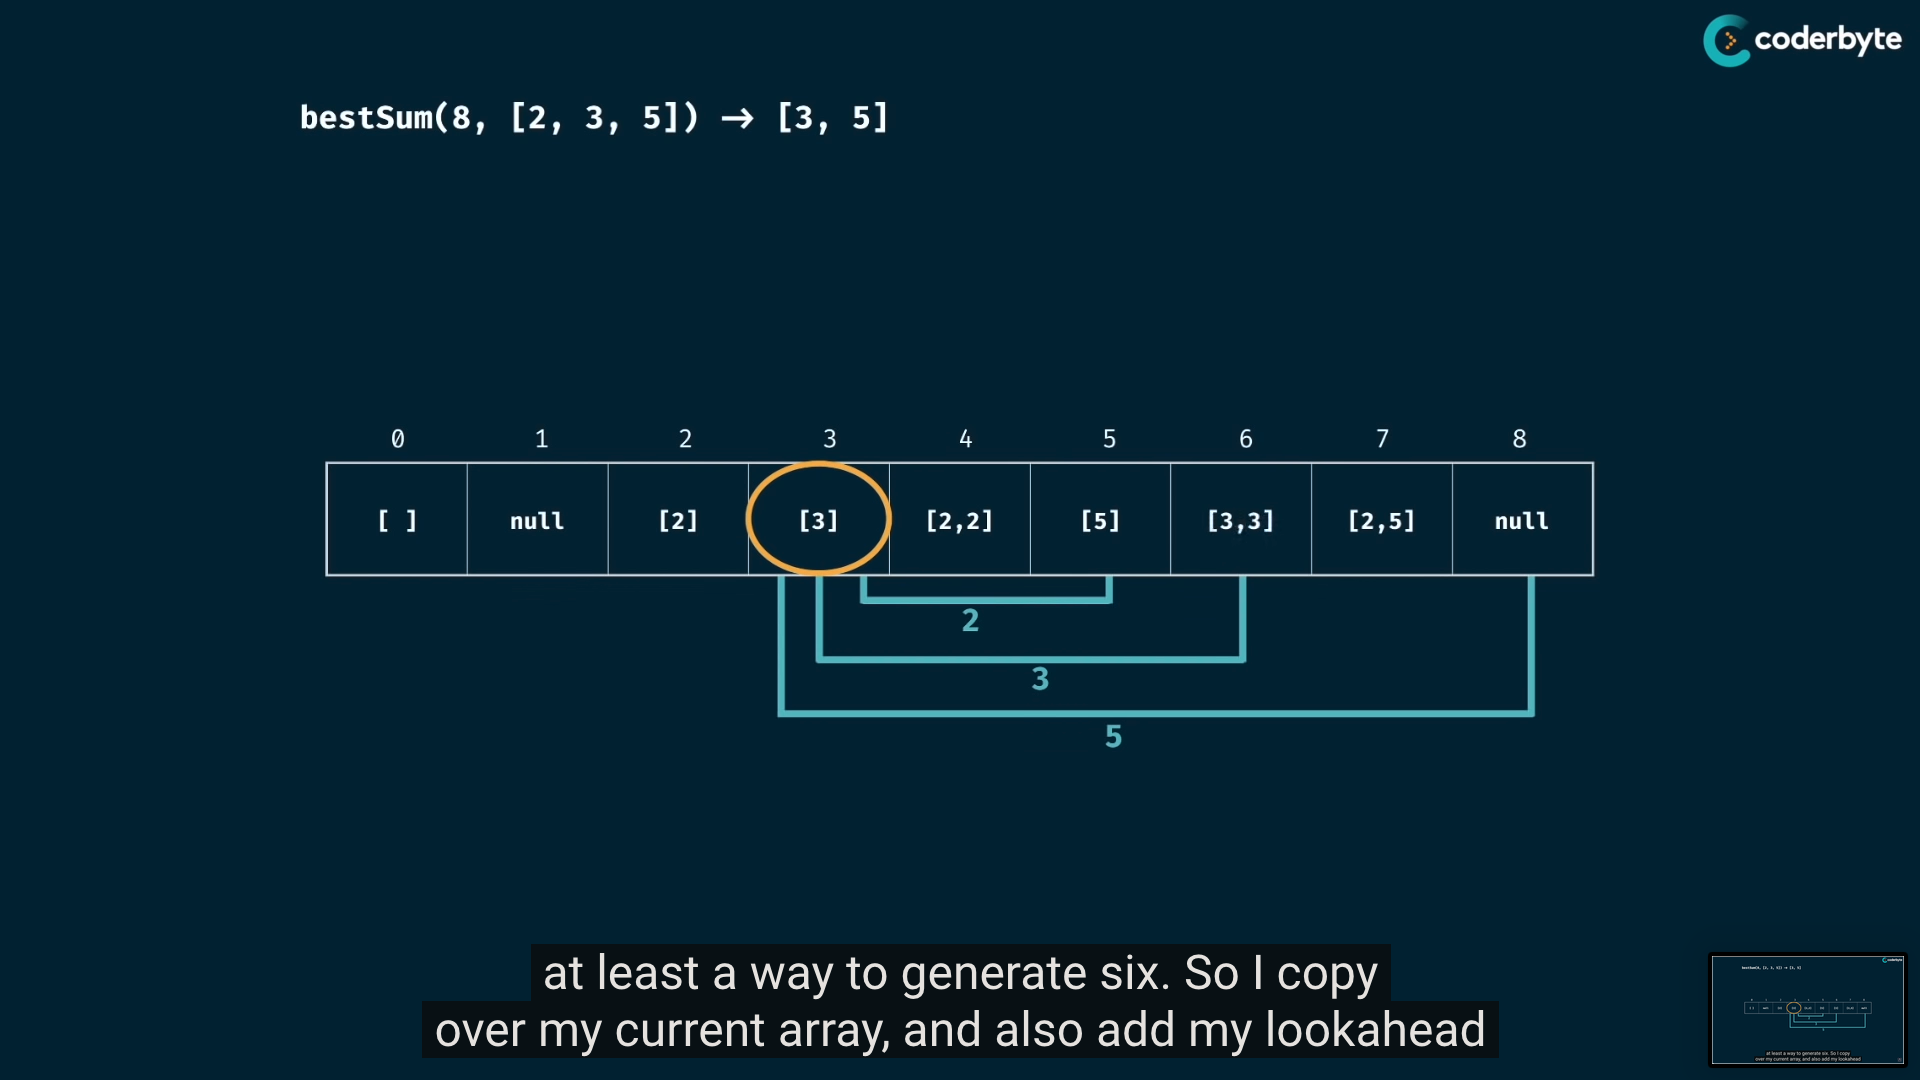 coderbyte
bestSum(8, [2, 3, 5]) → [3, 5]
0 1 2 3 4 5 6 7 8
[ ] null [2] [3] [2,2] [5] [3,3] [2,5] null
2
3
5
at least a way to generate six. So I copy
over my current array, and also add my lookahead